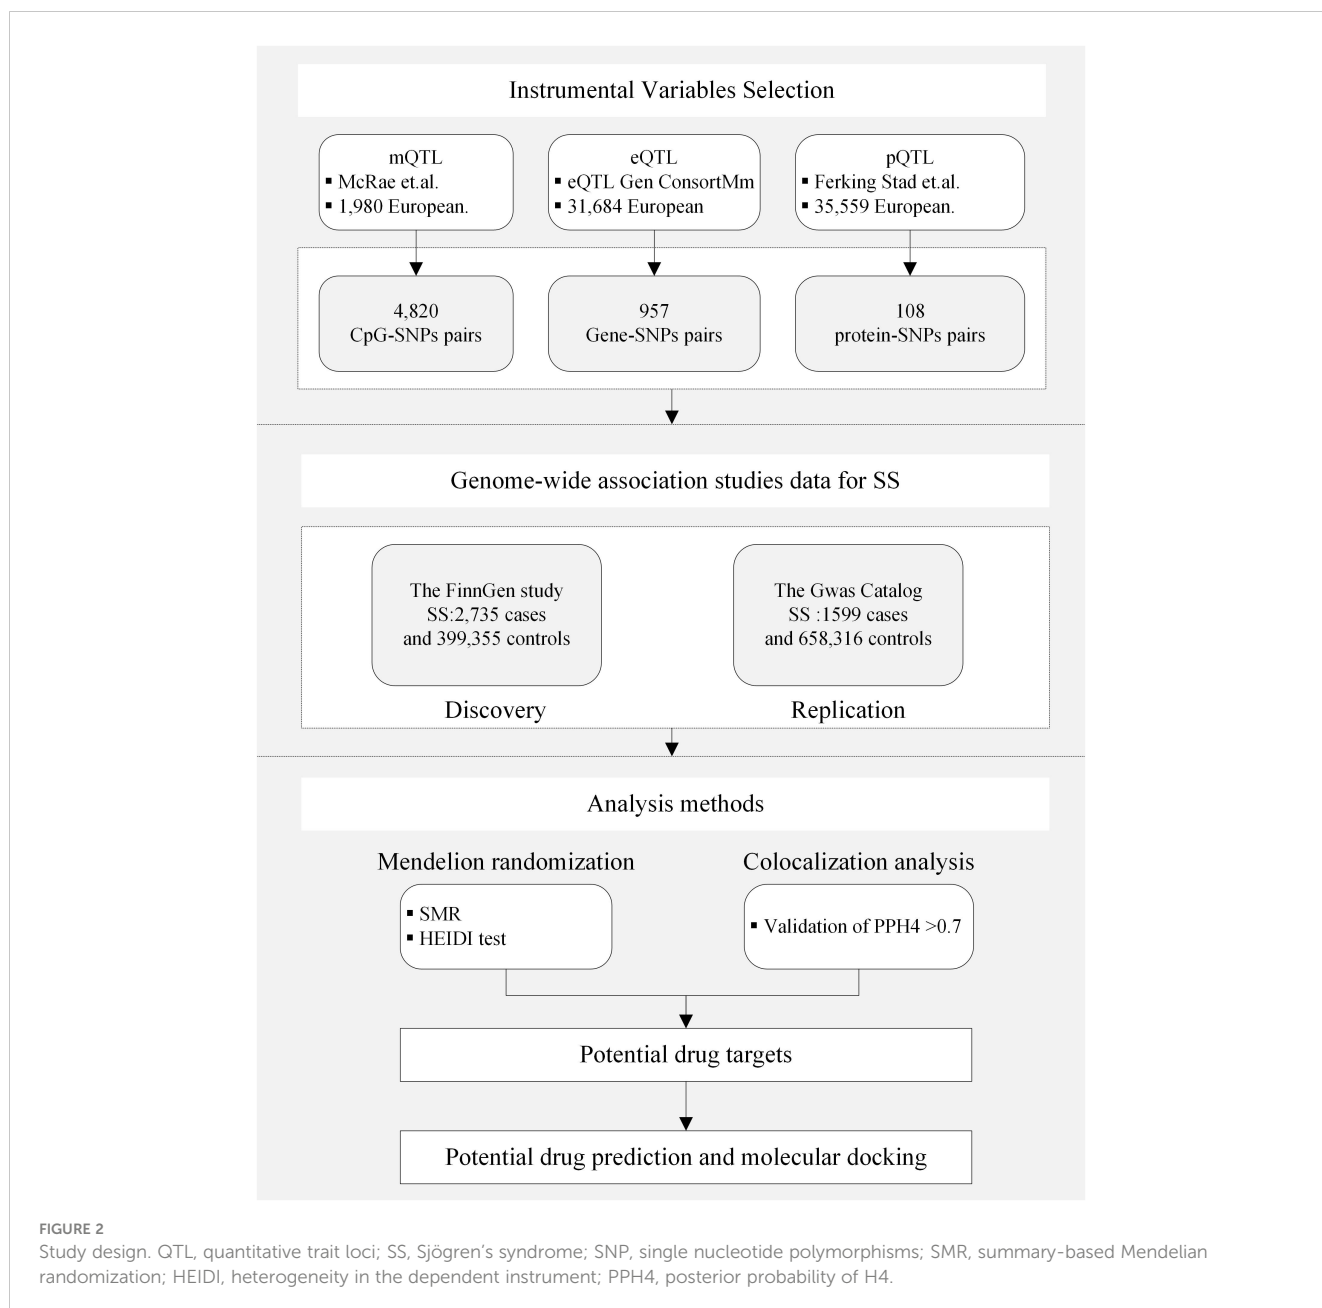 Instrumental Variables Selection
mQTL
▪ McRae et.al.
▪ 1,980 European.
eQTL
▪ eQTL Gen ConsortMm
▪ 31,684 European
pQTL
▪ Ferking Stad et.al.
▪ 35,559 European.
4,820
CpG-SNPs pairs
957
Gene-SNPs pairs
108
protein-SNPs pairs
Genome-wide association studies data for SS
The FinnGen study
SS:2,735 cases
and 399,355 controls
Discovery
The Gwas Catalog
SS :1599 cases
and 658,316 controls
Replication
Analysis methods
Mendelion randomization
▪ SMR
▪ HEIDI test
Colocalization analysis
▪ Validation of PPH4 >0.7
Potential drug targets
Potential drug prediction and molecular docking
FIGURE 2
Study design. QTL, quantitative trait loci; SS, Sjögren’s syndrome; SNP, single nucleotide polymorphisms; SMR, summary-based Mendelian
randomization; HEIDI, heterogeneity in the dependent instrument; PPH4, posterior probability of H4.